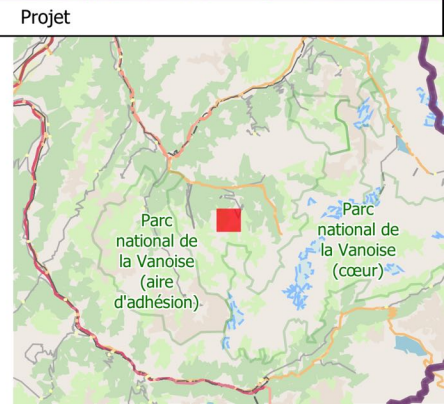 Projet
Parc
national de
la Vanoise
(aire
d'adhésion)
Parc
national de
la Vanoise
(cœur)